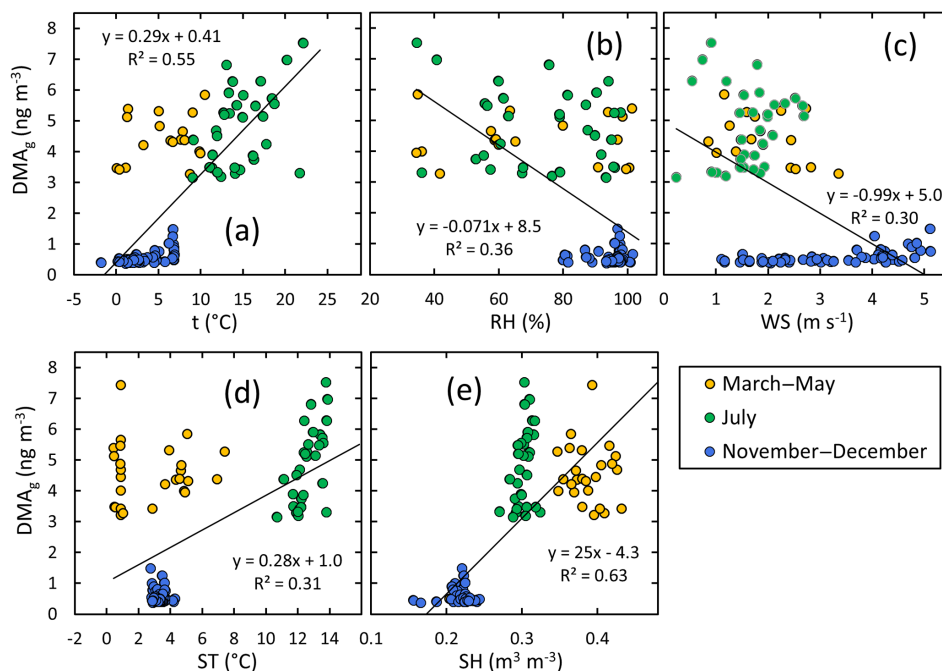 y = 0.29x + 0.41
R² = 0.55
(a)
DMAg (ng m-3)
8
7
6
5
4
3
2
1
0
-5 0 5 10 15 20 25
t (°C)
(b)
y = -0.071x + 8.5
R² = 0.36
20 40 60 80 100
RH (%)
(c)
y = -0.99x + 5.0
R² = 0.30
0 1 2 3 4 5
WS (m s-1)
(d)
y = 0.28x + 1.0
R² = 0.31
DMAg (ng m-3)
8
7
6
5
4
3
2
1
0
-2 0 2 4 6 8 10 12 14
ST (°C)
(e)
y = 25x - 4.3
R² = 0.63
0.1 0.2 0.3 0.4
SH (m³ m-3)
March–May
July
November–December